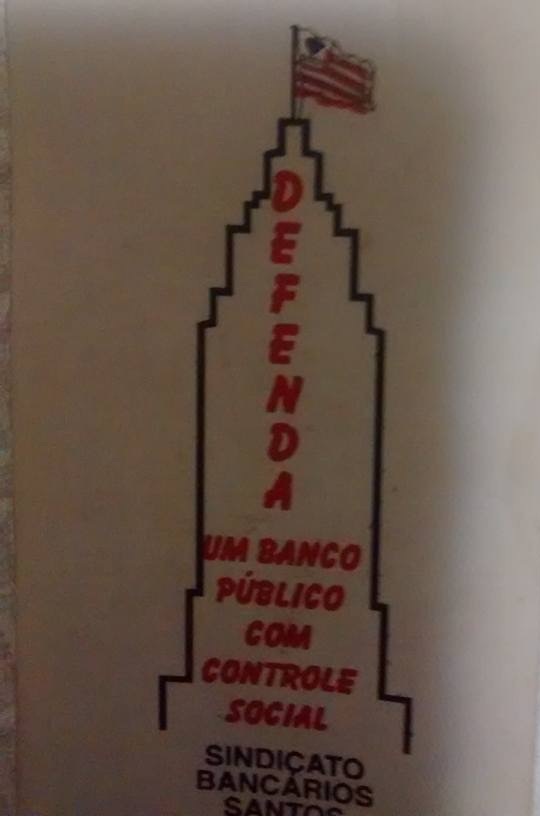 DEFENDA
UM BANCO
PÚBLICO
COM
CONTROLE
SOCIAL
SINDICATO
BANCÁRIOS
SANTOS